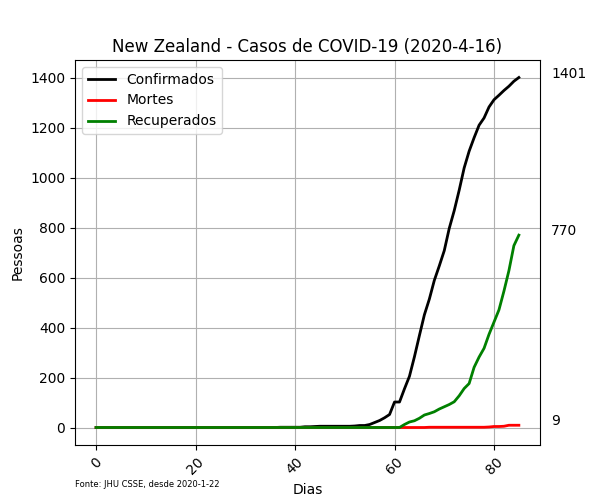 New Zealand - Casos de COVID-19 (2020-4-16)
Confirmados
Mortes
Recuperados
1400
1200
1000
800
600
400
200
0
Pessoas
1401
770
9
0
20
40
60
80
Dias
Fonte: JHU CSSE, desde 2020-1-22